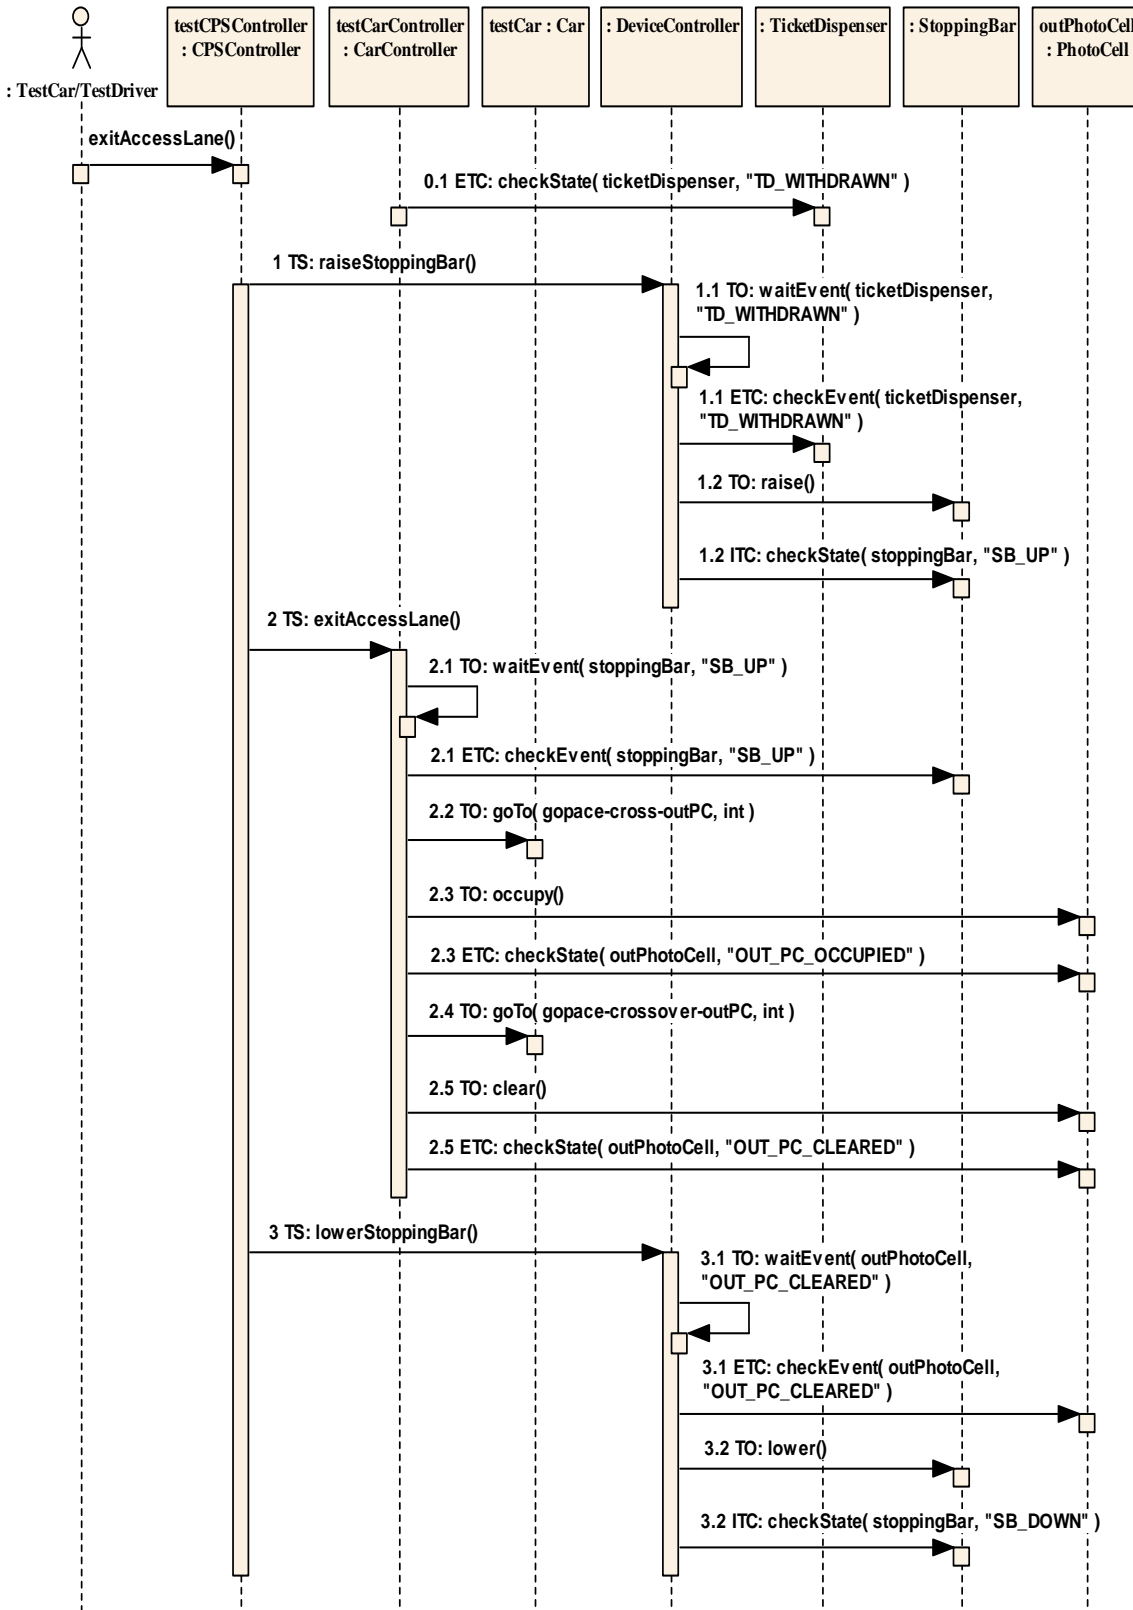 : TestCar/TestDriver
testCPSController
: CPSController
testCarController
: CarController
testCar : Car
: DeviceController
: TicketDispenser
: StoppingBar
outPhotoCell
: PhotoCell
exitAccessLane()
0.1 ETC: checkState( ticketDispenser, "TD_WITHDRAWN" )
1 TS: raiseStoppingBar()
1.1 TO: waitEvent( ticketDispenser,
"TD_WITHDRAWN" )
1.1 ETC: checkEvent( ticketDispenser,
"TD_WITHDRAWN" )
1.2 TO: raise()
1.2 ITC: checkState( stoppingBar, "SB_UP" )
2 TS: exitAccessLane()
2.1 TO: waitEvent( stoppingBar, "SB_UP" )
2.1 ETC: checkEvent( stoppingBar, "SB_UP" )
2.2 TO: goTo( gopace-cross-outPC, int )
2.3 TO: occupy()
2.3 ETC: checkState( outPhotoCell, "OUT_PC_OCCUPIED" )
2.4 TO: goTo( gopace-crossover-outPC, int )
2.5 TO: clear()
2.5 ETC: checkState( outPhotoCell, "OUT_PC_CLEARED" )
3 TS: lowerStoppingBar()
3.1 TO: waitEvent( outPhotoCell,
"OUT_PC_CLEARED" )
3.1 ETC: checkEvent( outPhotoCell,
"OUT_PC_CLEARED" )
3.2 TO: lower()
3.2 ITC: checkState( stoppingBar, "SB_DOWN" )